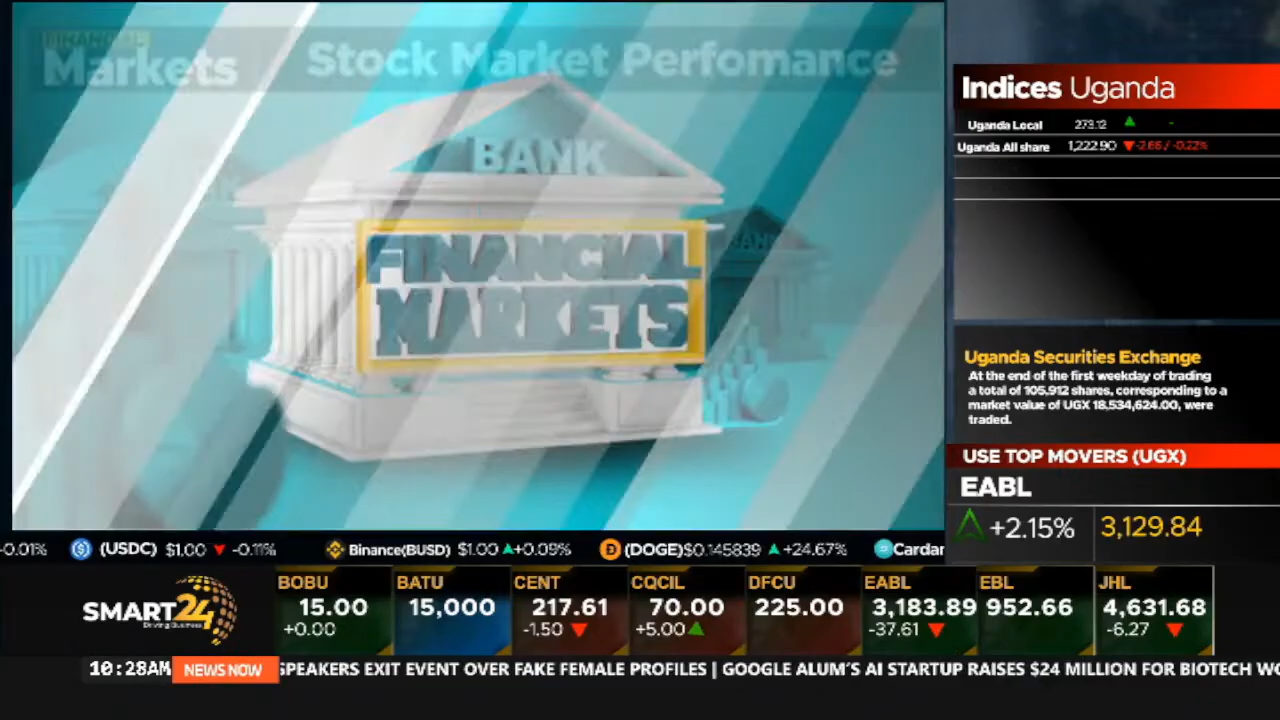 FINANCIAL
Markets
Stock Market Perfomance
BANK
BANK
FINANCIAL
MARKETS
Indices Uganda
Uganda Local 273.12 -
Uganda All share 1,222.90 -2.66 / -0.22%
Uganda Securities Exchange
At the end of the first weekday of trading
a total of 105,912 shares, corresponding to a
market value of UGX 18,534,624.00, were
traded.
USE TOP MOVERS (UGX)
EABL
+2.15% 3,129.84
-0.01% (USDC) $1.00 -0.11% Binance(BUSD) $1.00 +0.09% (DOGE)$0.145839 +24.67% Cardar
SMART24
Driving Business
BOBU BATU CENT CQCIL DFCU EABL EBL JHL
15.00 15,000 217.61 70.00 225.00 3,183.89 952.66 4,631.68
+0.00 -1.50 +5.00 -37.61 -6.27
10:28AM NEWS NOW SPEAKERS EXIT EVENT OVER FAKE FEMALE PROFILES | GOOGLE ALUM'S AI STARTUP RAISES $24 MILLION FOR BIOTECH WO